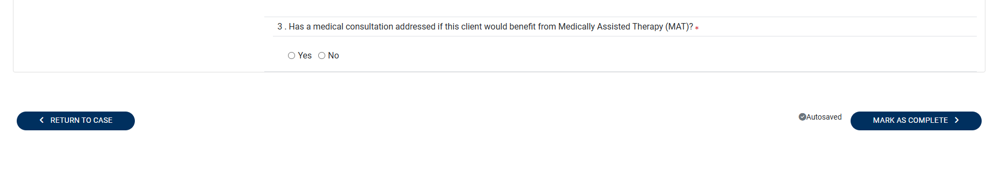 3 . Has a medical consultation addressed if this client would benefit from Medically Assisted Therapy (MAT)? *
Yes No
RETURN TO CASE
Autosaved
MARK AS COMPLETE